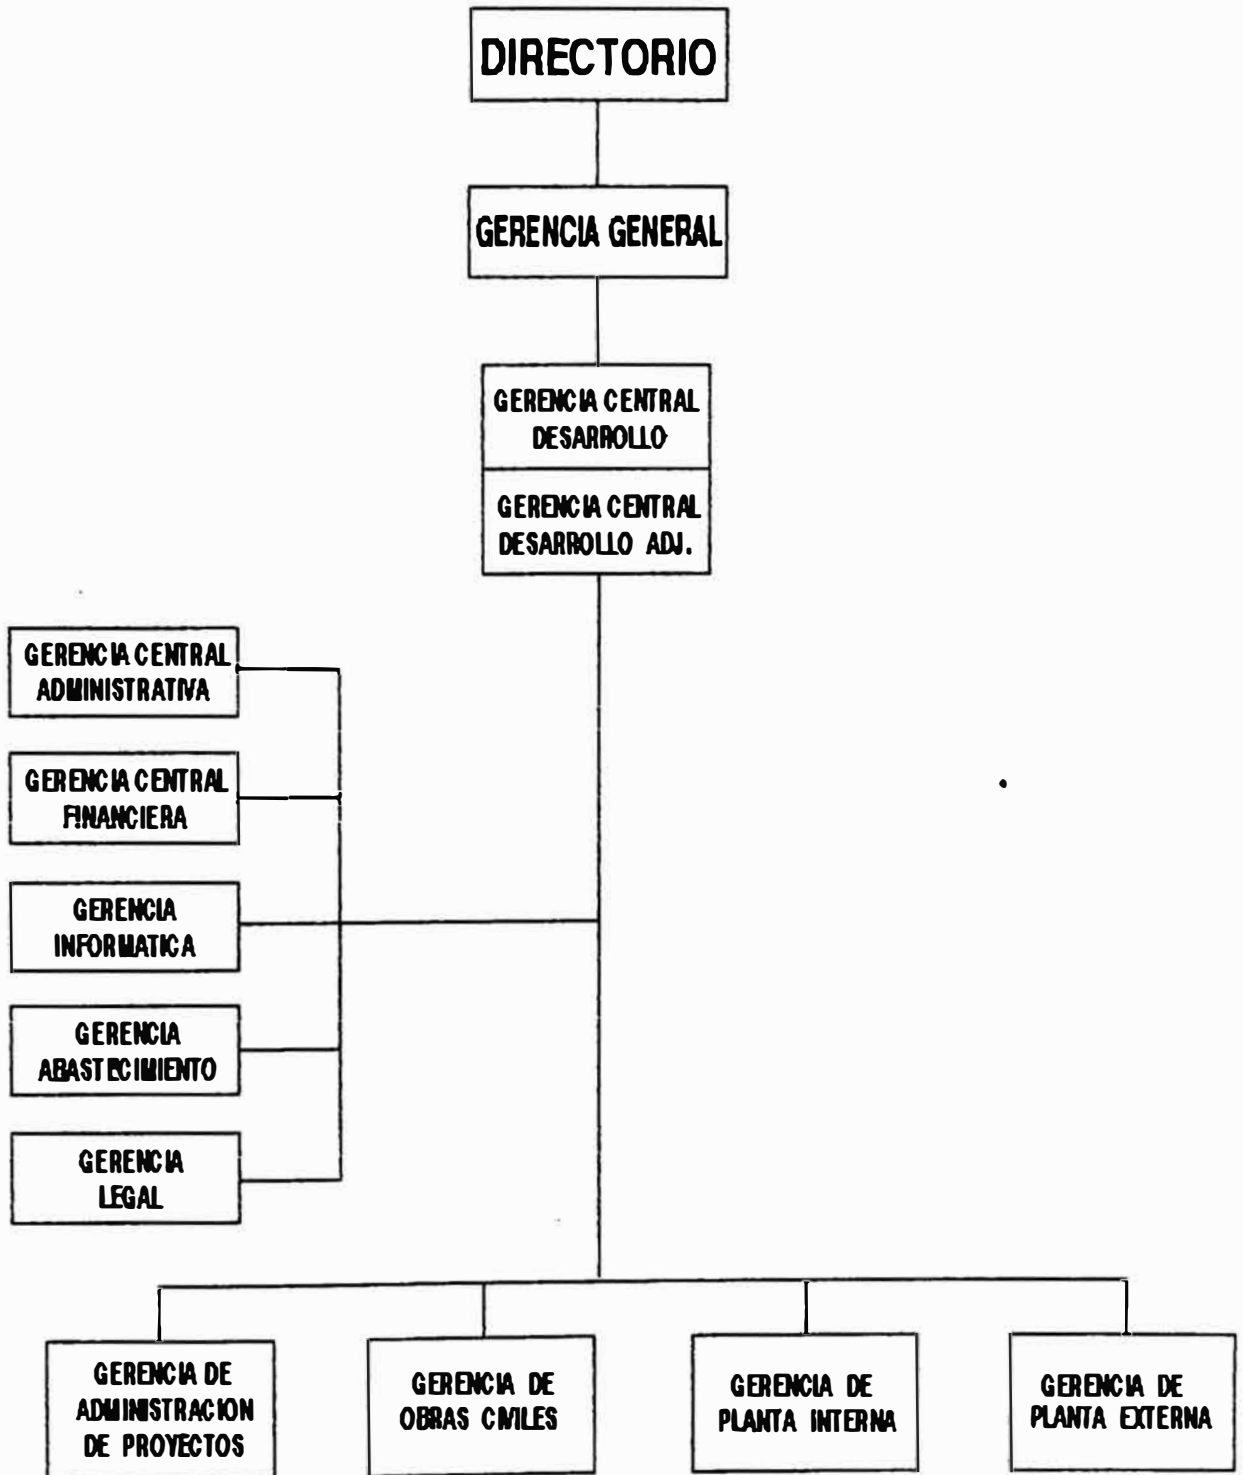 DIRECTORIO
GERENCIA GENERAL
GERENCIA CENTRAL
DESARROLLO
GERENCIA CENTRAL
DESARROLLO ADJ.
GERENCIA CENTRAL
ADMINISTRATIVA
GERENCIA CENTRAL
FINANCIERA
GERENCIA
INFORMATICA
GERENCIA
ABASTECIMIENTO
GERENCIA
LEGAL
GERENCIA DE
ADMINISTRACION
DE PROYECTOS
GERENCIA DE
OBRAS CIVILES
GERENCIA DE
PLANTA INTERNA
GERENCIA DE
PLANTA EXTERNA